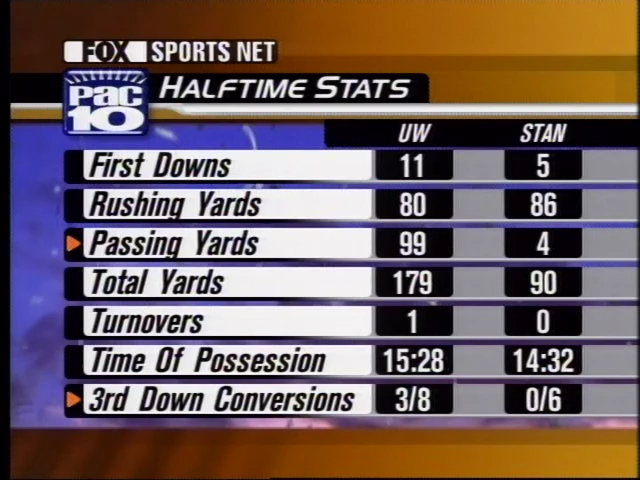 FOX SPORTS NET
PAC 10 HALFTIME STATS
UW STAN
First Downs 11 5
Rushing Yards 80 86
Passing Yards 99 4
Total Yards 179 90
Turnovers 1 0
Time Of Possession 15:28 14:32
3rd Down Conversions 3/8 0/6